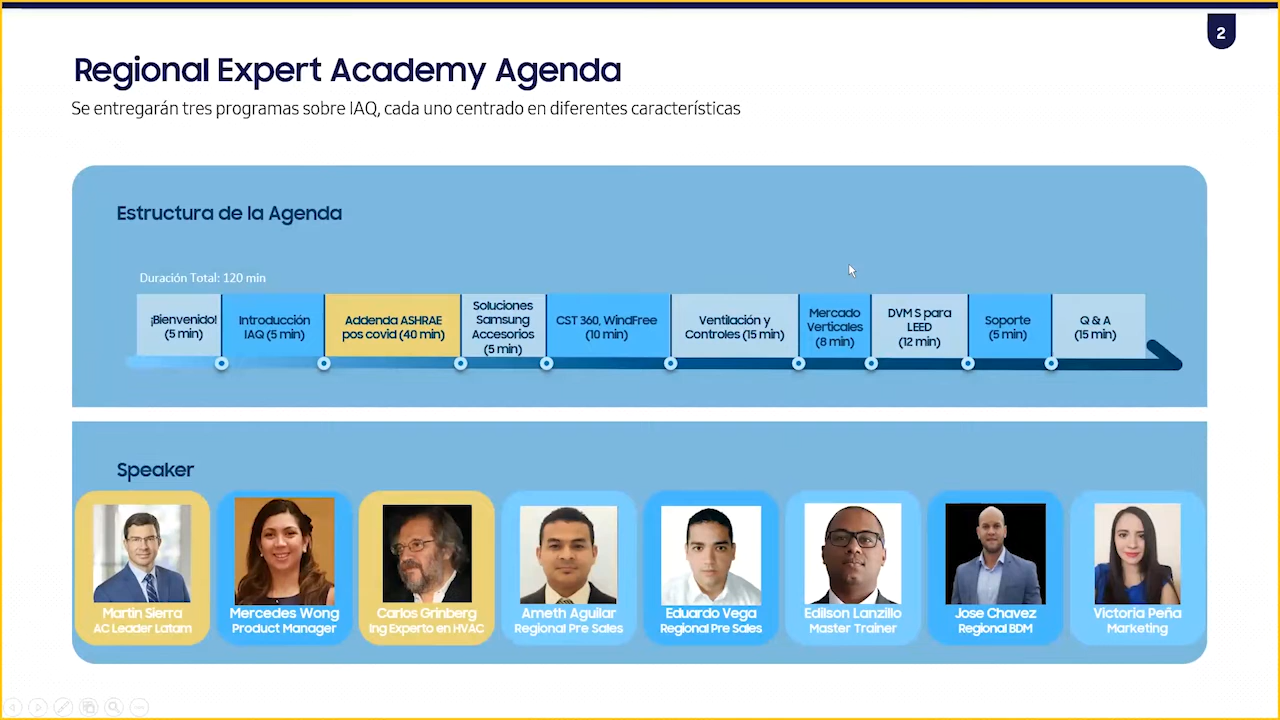 2
Regional Expert Academy Agenda
Se entregarán tres programas sobre IAQ, cada uno centrado en diferentes características
Estructura de la Agenda
Duración Total: 120 min
¡Bienvenido!
(5 min)
Introducción
IAQ (5 min)
Addenda ASHRAE
pos covid (40 min)
Soluciones
Samsung
Accesorios
(5 min)
CST 360, WindFree
(10 min)
Ventilación y
Controles (15 min)
Mercado
Verticales
(8 min)
DVM S para
LEED
(12 min)
Soporte
(5 min)
Q & A
(15 min)
Speaker
Martin Sierra
AC Leader Latam
Mercedes Wong
Product Manager
Carlos Grinberg
Ing Experto en HVAC
Ameth Aguilar
Regional Pre Sales
Eduardo Vega
Regional Pre Sales
Edilson Lanzillo
Master Trainer
Jose Chavez
Regional BDM
Victoria Peña
Marketing